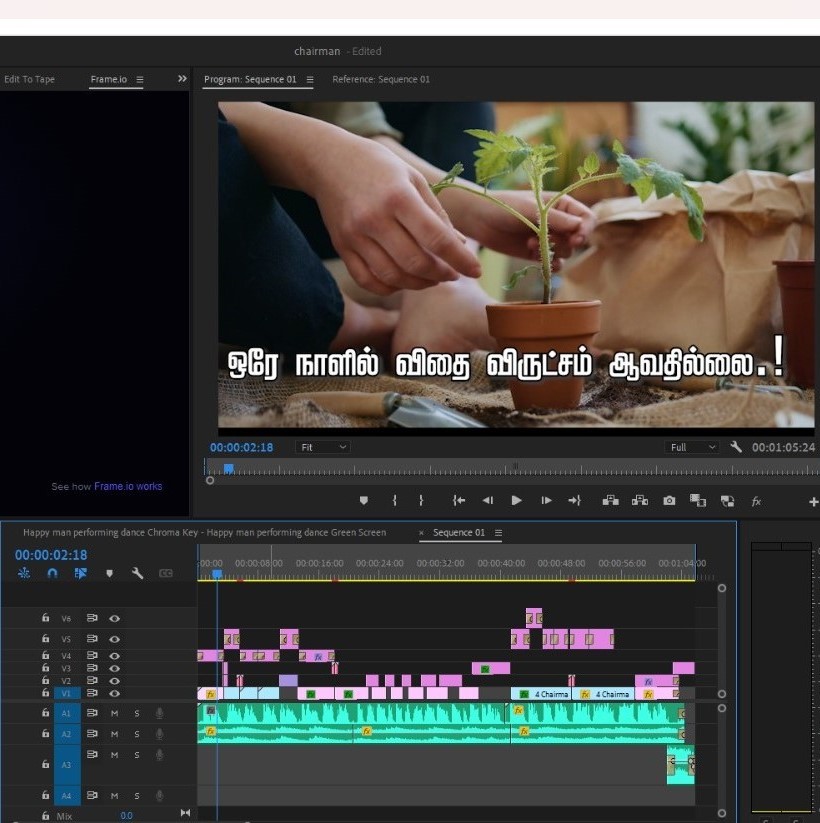 chairman - Edited
Edit To Tape Frame.io Program: Sequence 01 Reference: Sequence 01
ஒரே நாளில் விதை விருட்சம் ஆவதில்லை.!
00:00:02:18 Fit Full 00:01:05:24
See how Frame.io works
fx
Happy man performing dance Chroma Key - Happy man performing dance Green Screen × Sequence 01
00:00:02:18
:00:00 00:00:08:00 00:00:16:00 00:00:24:00 00:00:32:00 00:00:40:00 00:00:48:00 00:00:56:00 00:01:04:00
V6
V5
V4
V3
V2
V1 4 Chairma 4 Chairma
A1 M S
A2 M S
A3 M S
A4 M S
Mix 0.0